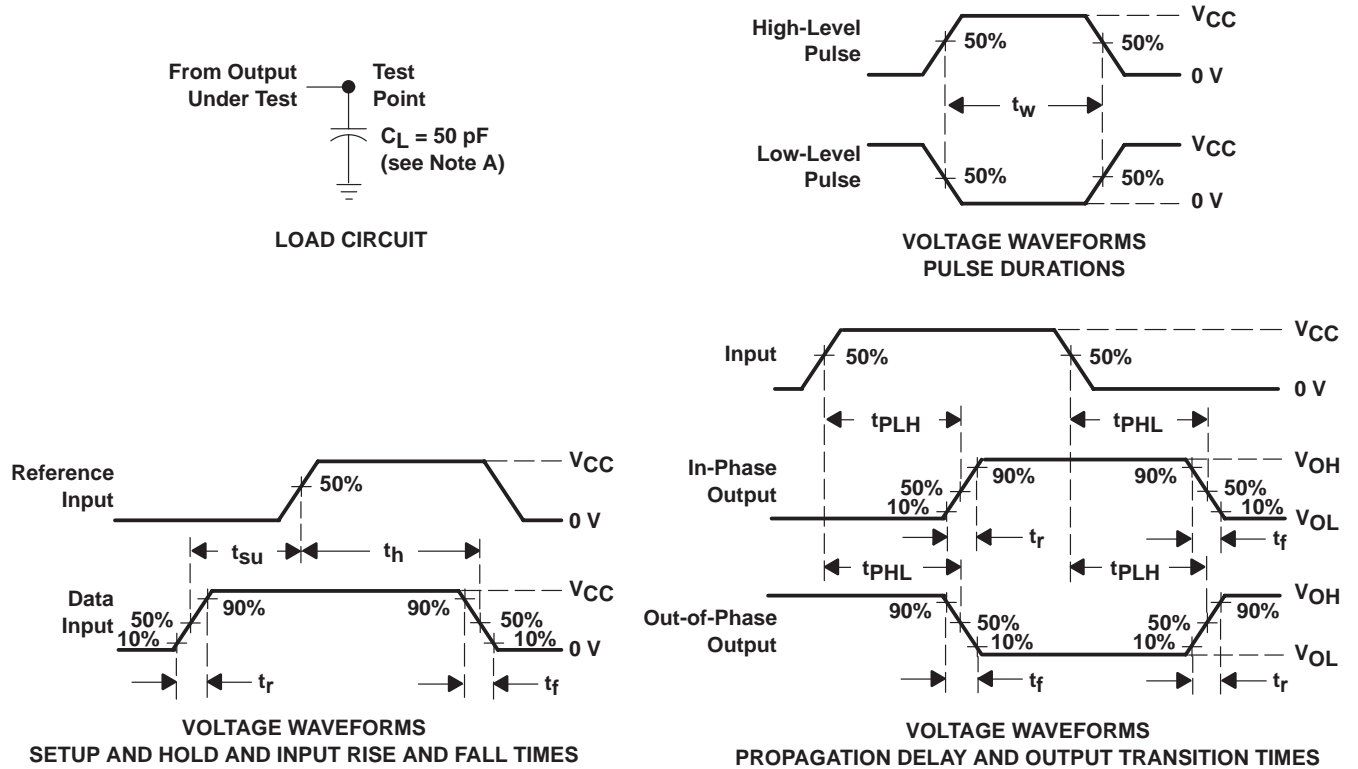 From Output
Under Test
Test
Point
CL = 50 pF
(see Note A)
LOAD CIRCUIT
High-Level
Pulse
50%
50%
VCC
0 V
tw
Low-Level
Pulse
50%
50%
VCC
0 V
VOLTAGE WAVEFORMS
PULSE DURATIONS
Reference
Input
50%
VCC
0 V
tsu
th
Data
Input
50%
10%
90%
90%
50%
10%
VCC
0 V
tr
tf
VOLTAGE WAVEFORMS
SETUP AND HOLD AND INPUT RISE AND FALL TIMES
Input
50%
50%
VCC
0 V
tPLH
tPHL
In-Phase
Output
50%
10%
90%
90%
50%
10%
VOH
VOL
tr
tf
tPHL
tPLH
Out-of-Phase
Output
90%
50%
10%
50%
10%
90%
VOH
VOL
tf
tr
VOLTAGE WAVEFORMS
PROPAGATION DELAY AND OUTPUT TRANSITION TIMES